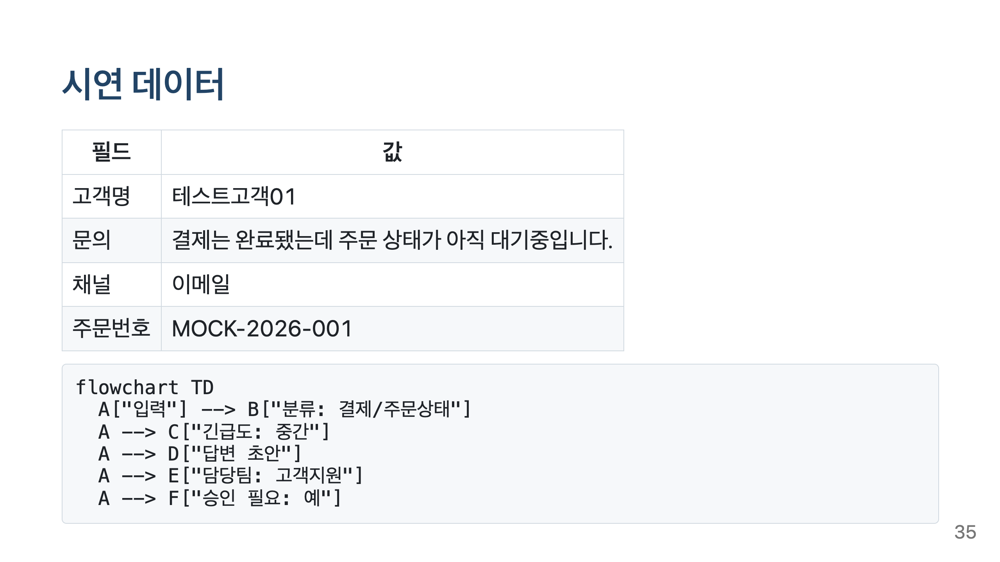 시연 데이터
필드 값
고객명 테스트고객01
문의 결제는 완료됐는데 주문 상태가 아직 대기중입니다.
채널 이메일
주문번호 MOCK-2026-001
flowchart TD
  A["입력"] --> B["분류: 결제/주문상태"]
  A --> C["긴급도: 중간"]
  A --> D["답변 초안"]
  A --> E["담당팀: 고객지원"]
  A --> F["승인 필요: 예"]
35